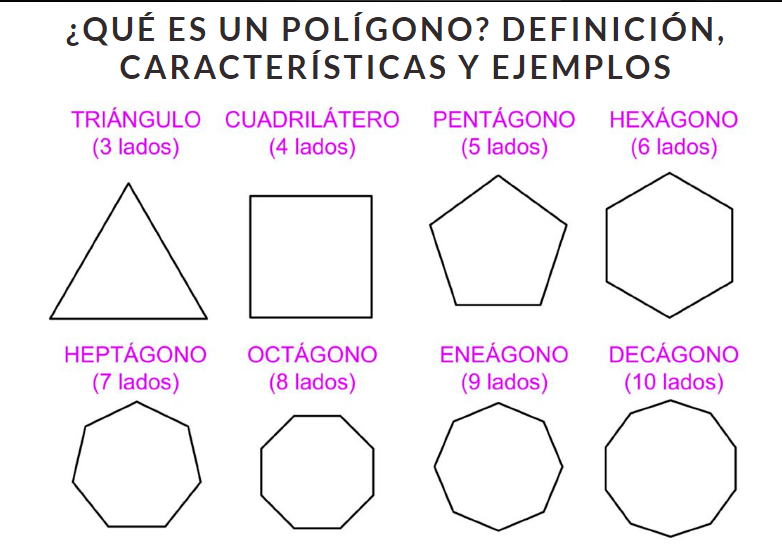 ¿QUÉ ES UN POLÍGONO? DEFINICIÓN,
CARACTERÍSTICAS Y EJEMPLOS
TRIÁNGULO CUADRILÁTERO PENTÁGONO HEXÁGONO
(3 lados) (4 lados) (5 lados) (6 lados)
HEPTÁGONO OCTÁGONO ENEÁGONO DECÁGONO
(7 lados) (8 lados) (9 lados) (10 lados)